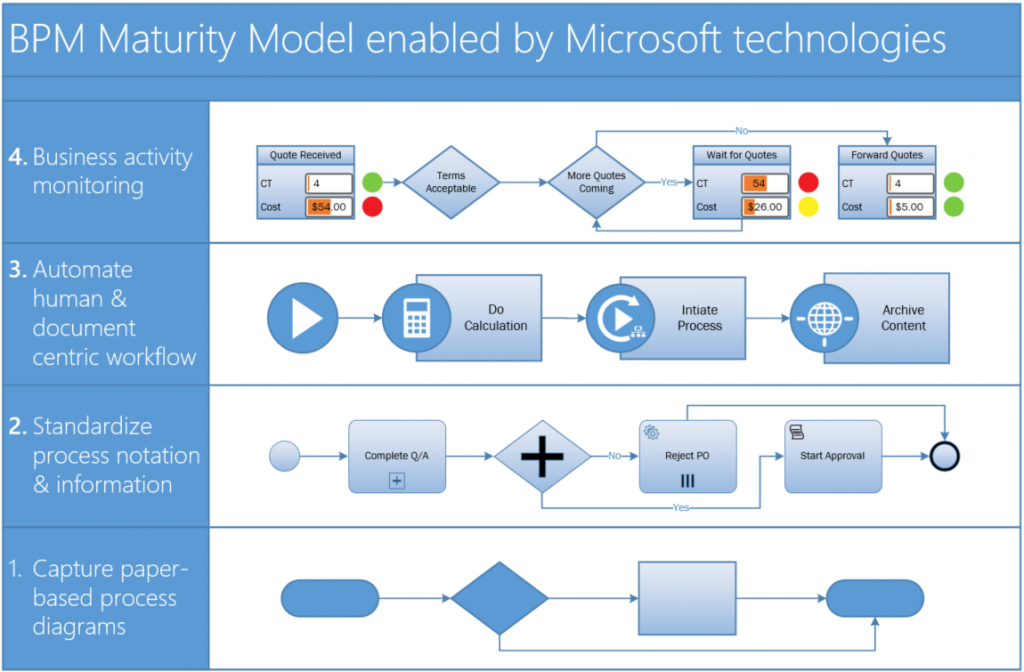 BPM Maturity Model enabled by Microsoft technologies
4. Business activity
monitoring
No
Quote Received
CT 4
Cost $54.00
Terms
Acceptable
More Quotes
Coming
Yes
Wait for Quotes
CT 54
Cost $26.00
Forward Quotes
CT 4
Cost $5.00
3. Automate
human &
document
centric workflow
Do
Calculation
Intiate
Process
Archive
Content
2. Standardize
process notation
& information
Complete Q/A
No
Reject PO
Start Approval
Yes
1. Capture paper-
based process
diagrams